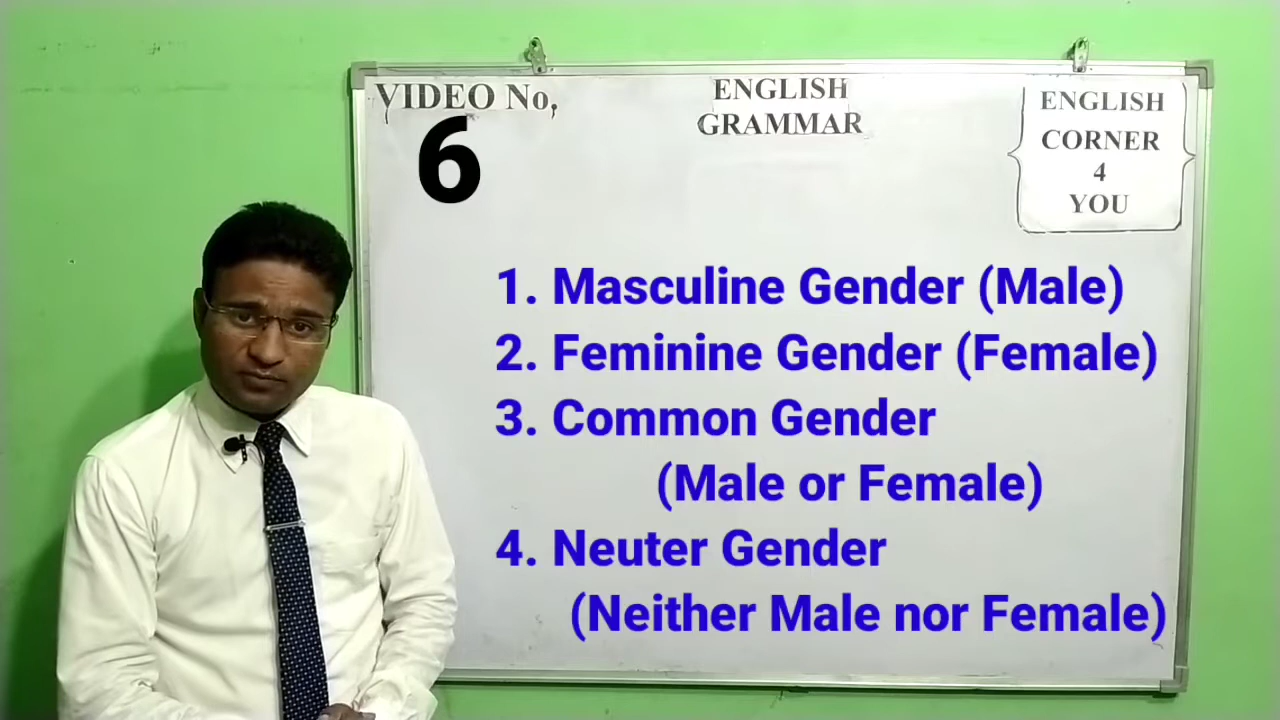 VIDEO No,
6
ENGLISH
GRAMMAR
ENGLISH
CORNER
4
YOU
1. Masculine Gender (Male)
2. Feminine Gender (Female)
3. Common Gender
(Male or Female)
4. Neuter Gender
(Neither Male nor Female)